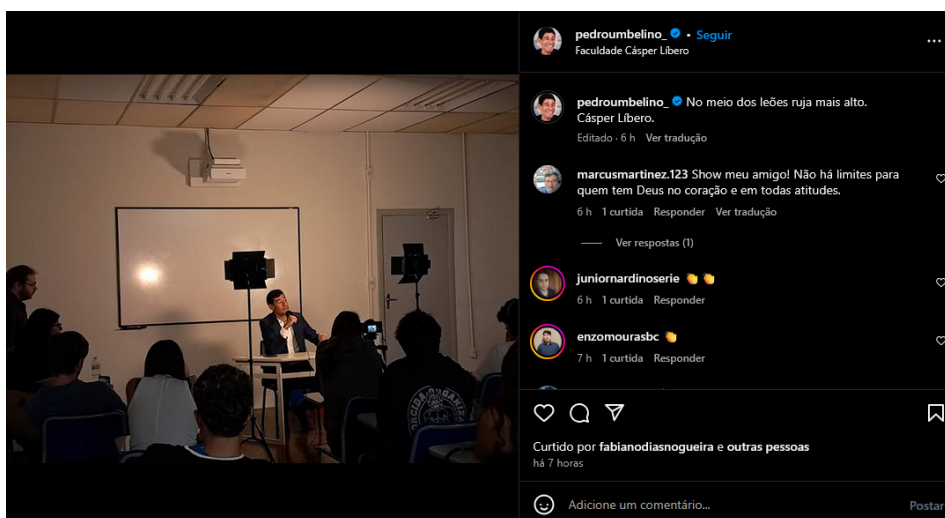 pedroumbelino_ • Seguir
Faculdade Cásper Líbero
pedroumbelino_ No meio dos leões ruja mais alto.
Cásper Líbero.
Editado · 6 h Ver tradução
marcusmartinez.123 Show meu amigo! Não há limites para
quem tem Deus no coração e em todas atitudes.
6 h 1 curtida Responder Ver tradução
Ver respostas (1)
juniornardinoserie 👏👏
6 h 1 curtida Responder
enzomourasbc 👏
7 h 1 curtida Responder
Curtido por fabianodiasnogueira e outras pessoas
há 7 horas
Adicione um comentário...
Postar